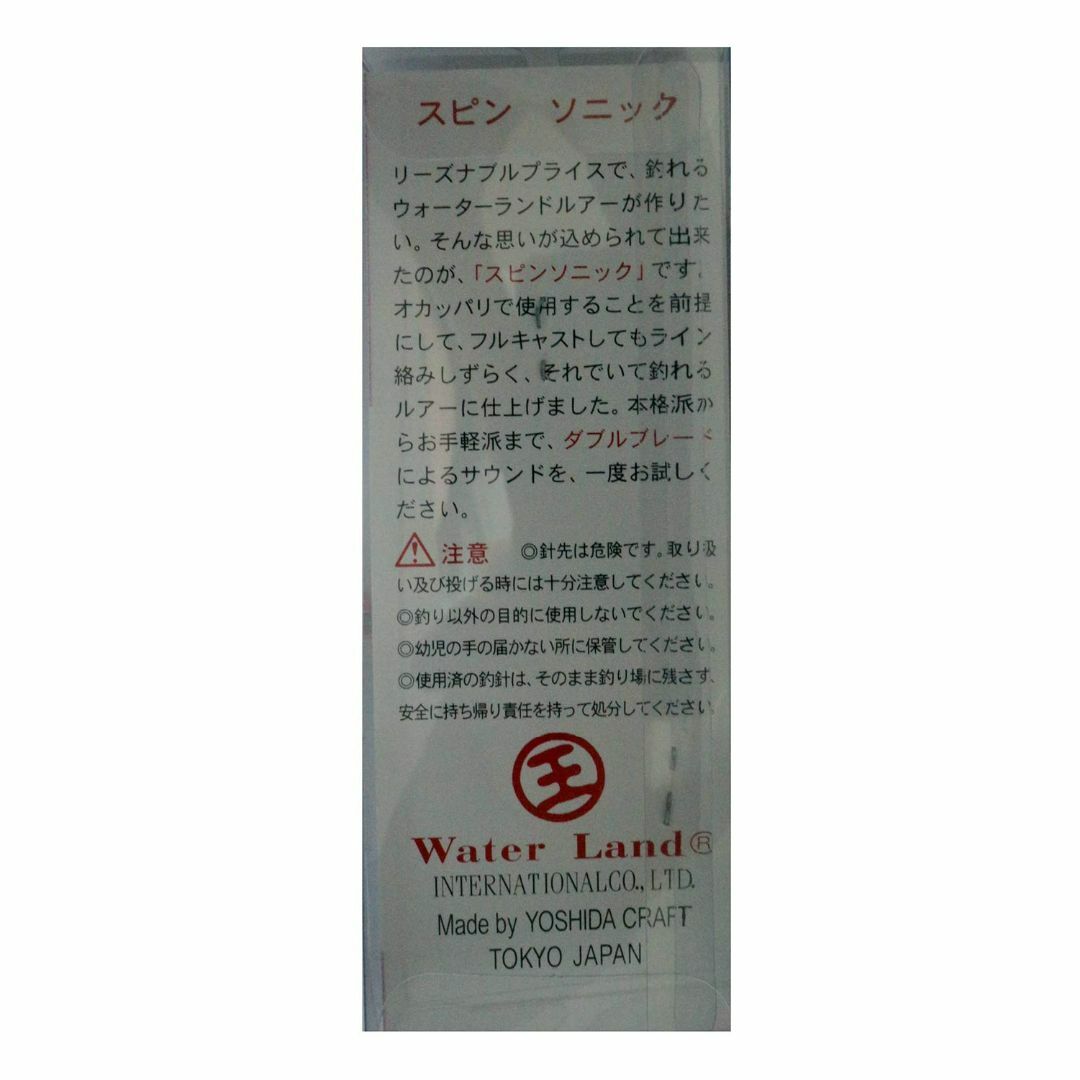 スピン　ソニック
リーズナブルプライスで、釣れる
ウォーターランドルアーが作りた
い。そんな思いが込められて出来
たのが、「スピンソニック」です。
オカッパリで使用することを前提
にして、フルキャストしてもライン
絡みしずらく、それでいて釣れる
ルアーに仕上げました。本格派か
らお手軽派まで、ダブルブレード
によるサウンドを、一度お試しく
ださい。
注意　◎針先は危険です。取り扱
い及び投げる時には十分注意してください。
◎釣り以外の目的に使用しないでください。
◎幼児の手の届かない所に保管してください。
◎使用済の釣針は、そのまま釣り場に残さず、
安全に持ち帰り責任を持って処分してください。
Water Land®
INTERNATIONALCO., LTD.
Made by YOSHIDA CRAFT
TOKYO JAPAN